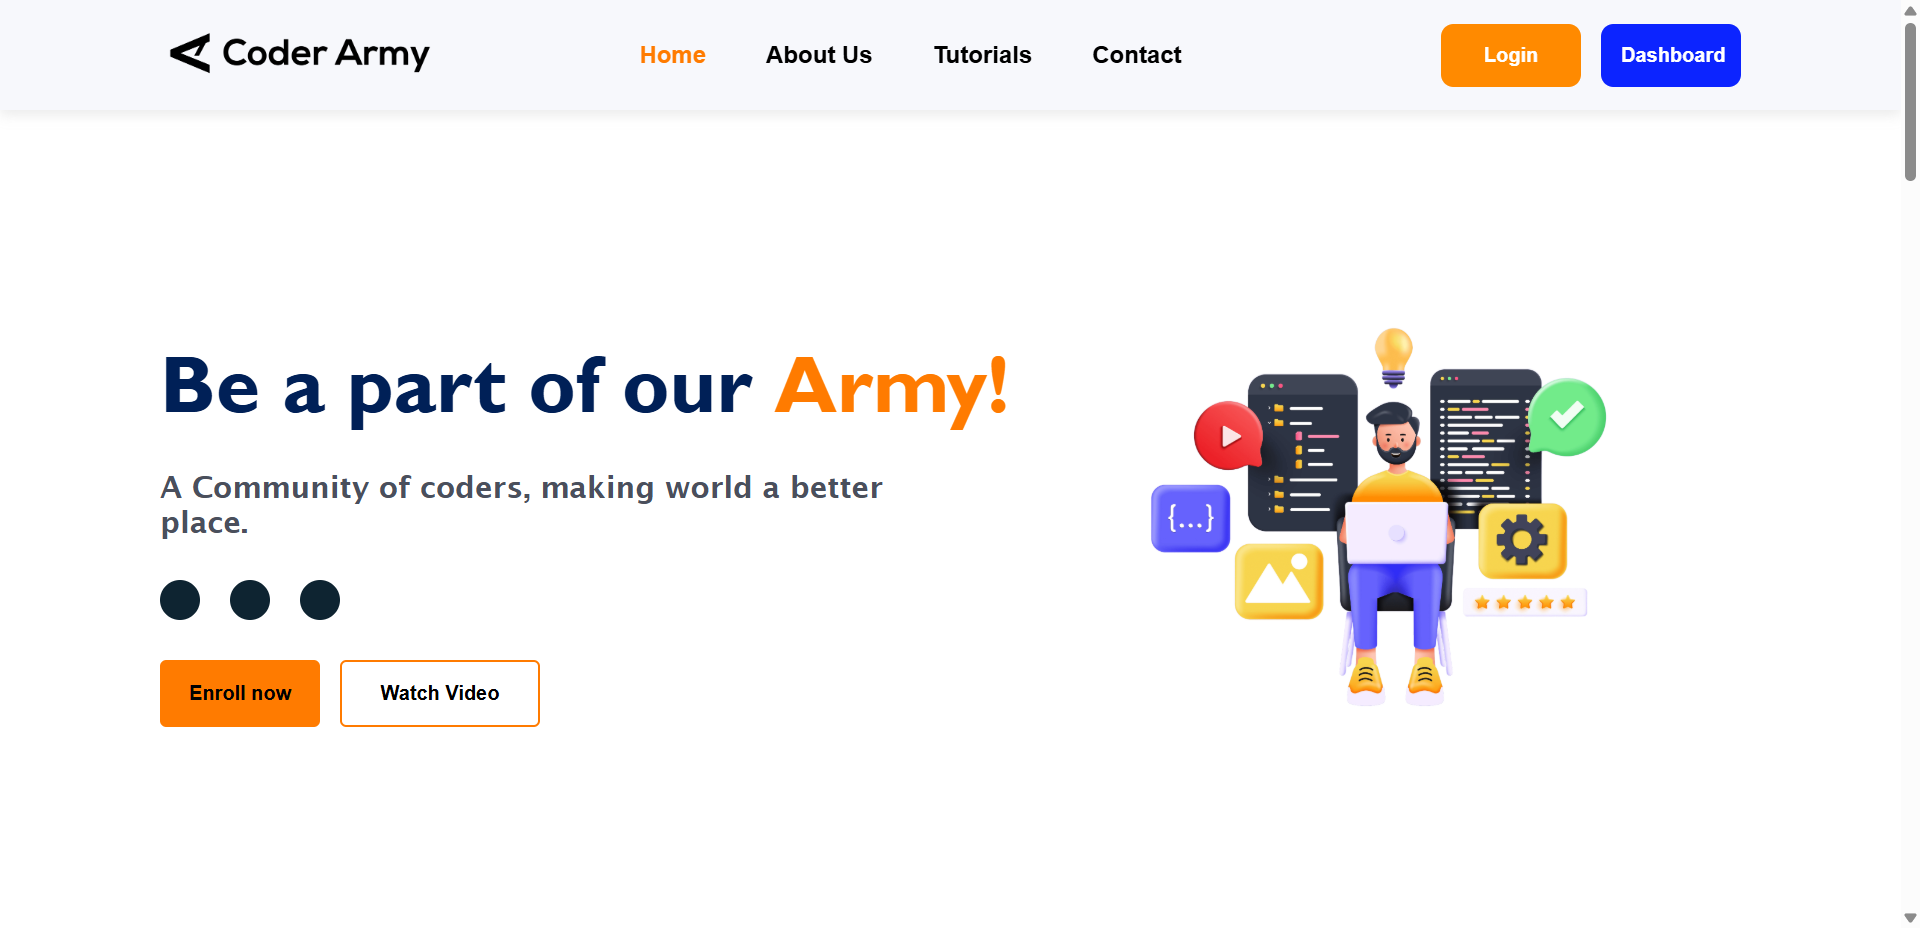 Coder Army
Home
About Us
Tutorials
Contact
Login
Dashboard
Be a part of our Army!
A Community of coders, making world a better
place.
Enroll now
Watch Video
{...}